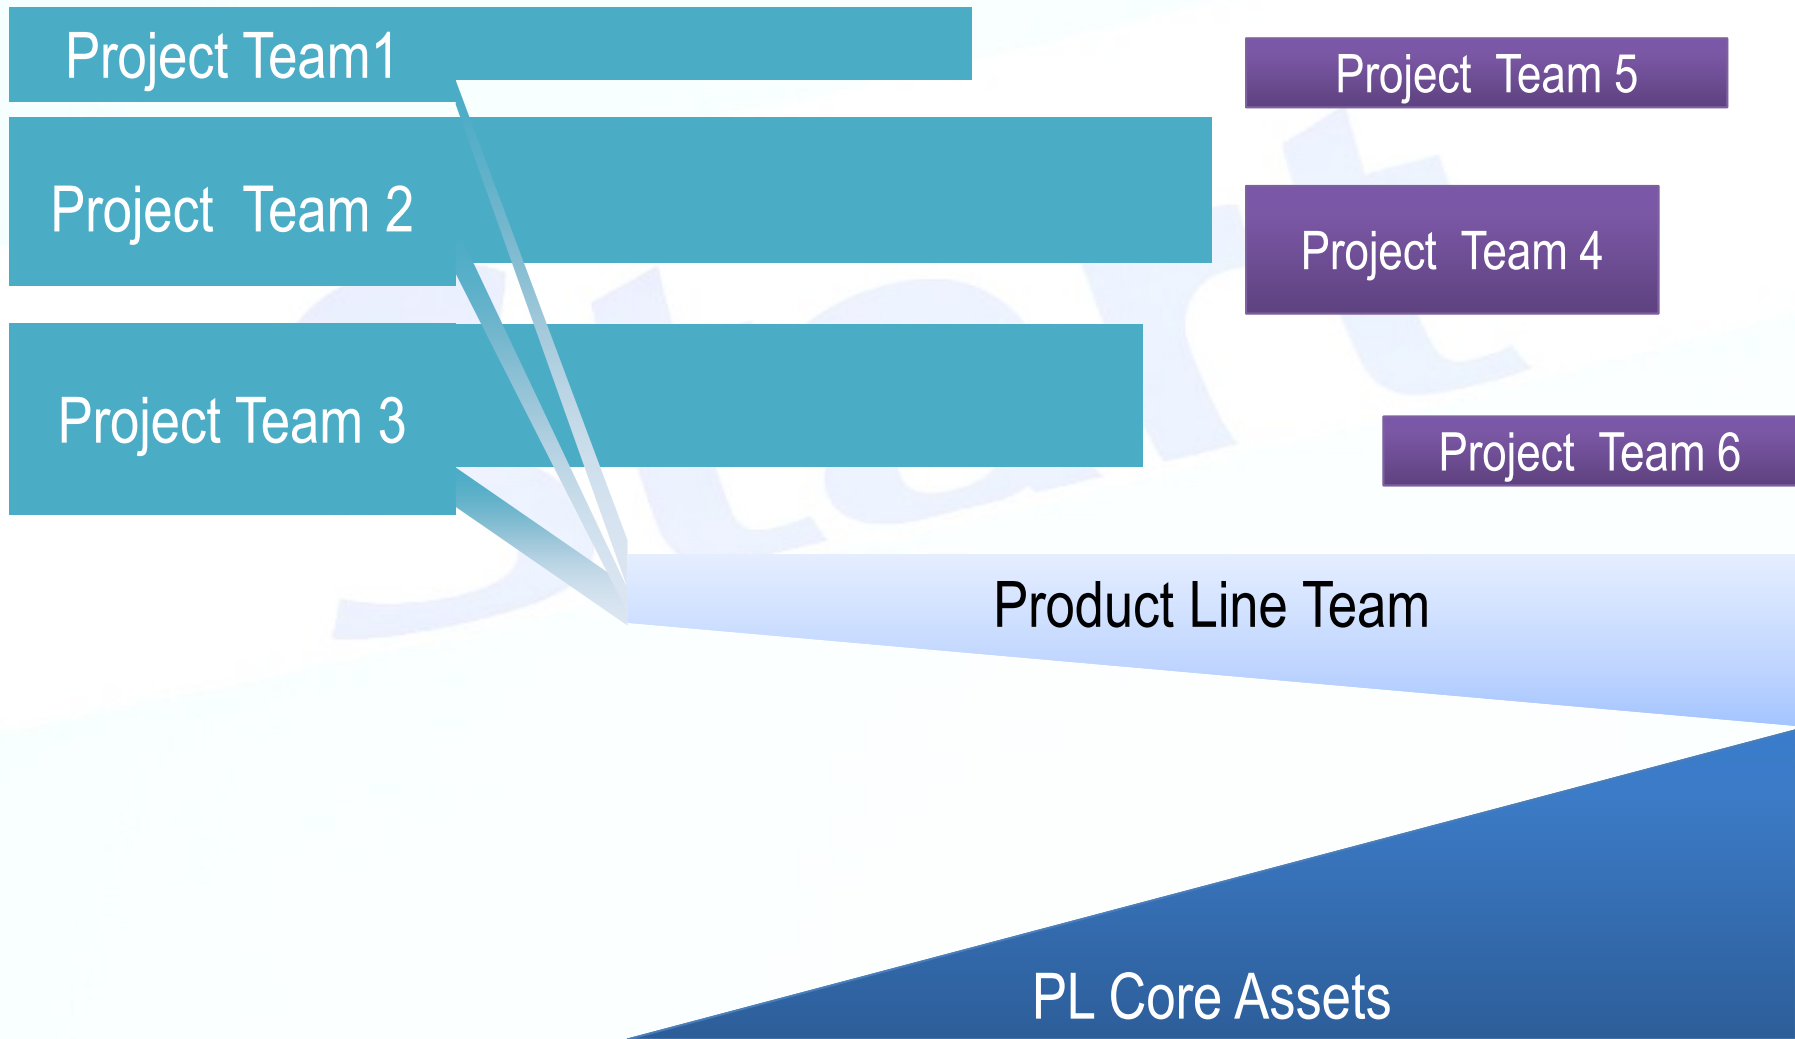 Project Team1
Project Team 5
Project Team 2
Project Team 4
Project Team 3
Project Team 6
Start
Product Line Team
PL Core Assets